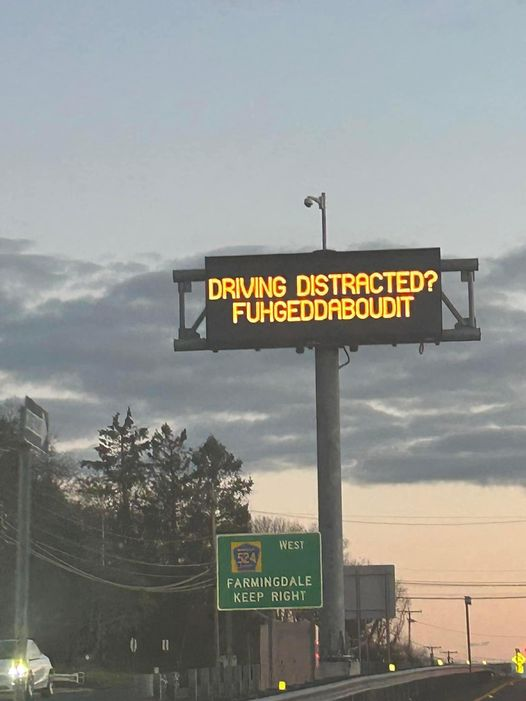 DRIVING DISTRACTED?
FUHGEDDABOUDIT
WEST
524
FARMINGDALE
KEEP RIGHT